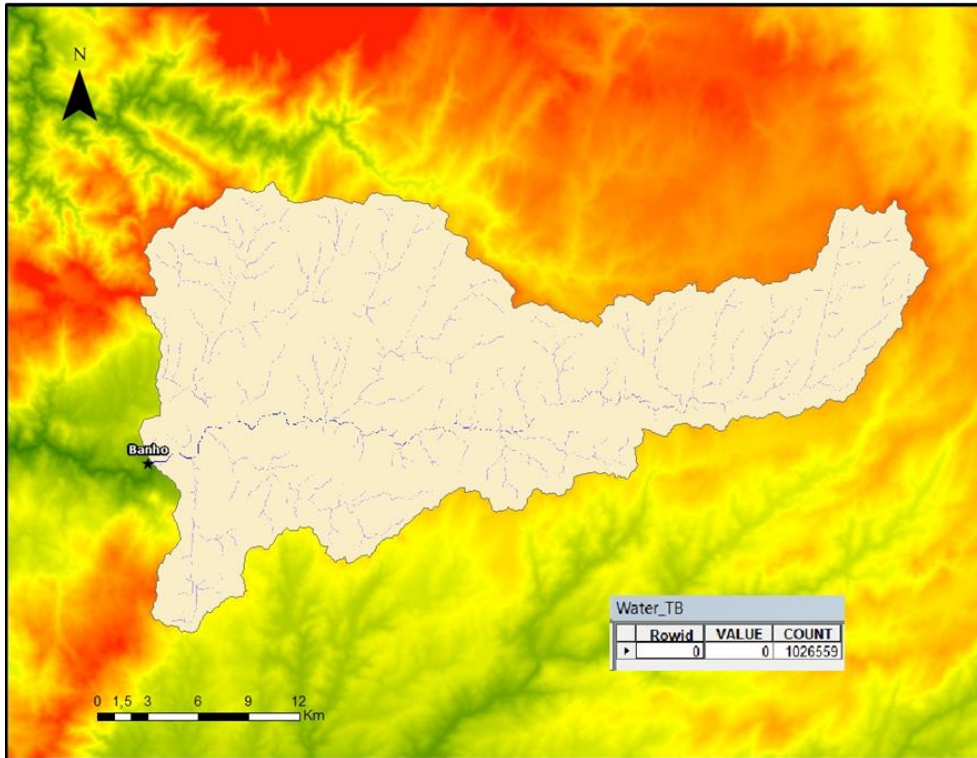 N
Banho
Water_TB
Rowid VALUE COUNT
0 0 1026559
0 1,5 3 6 9 12
Km